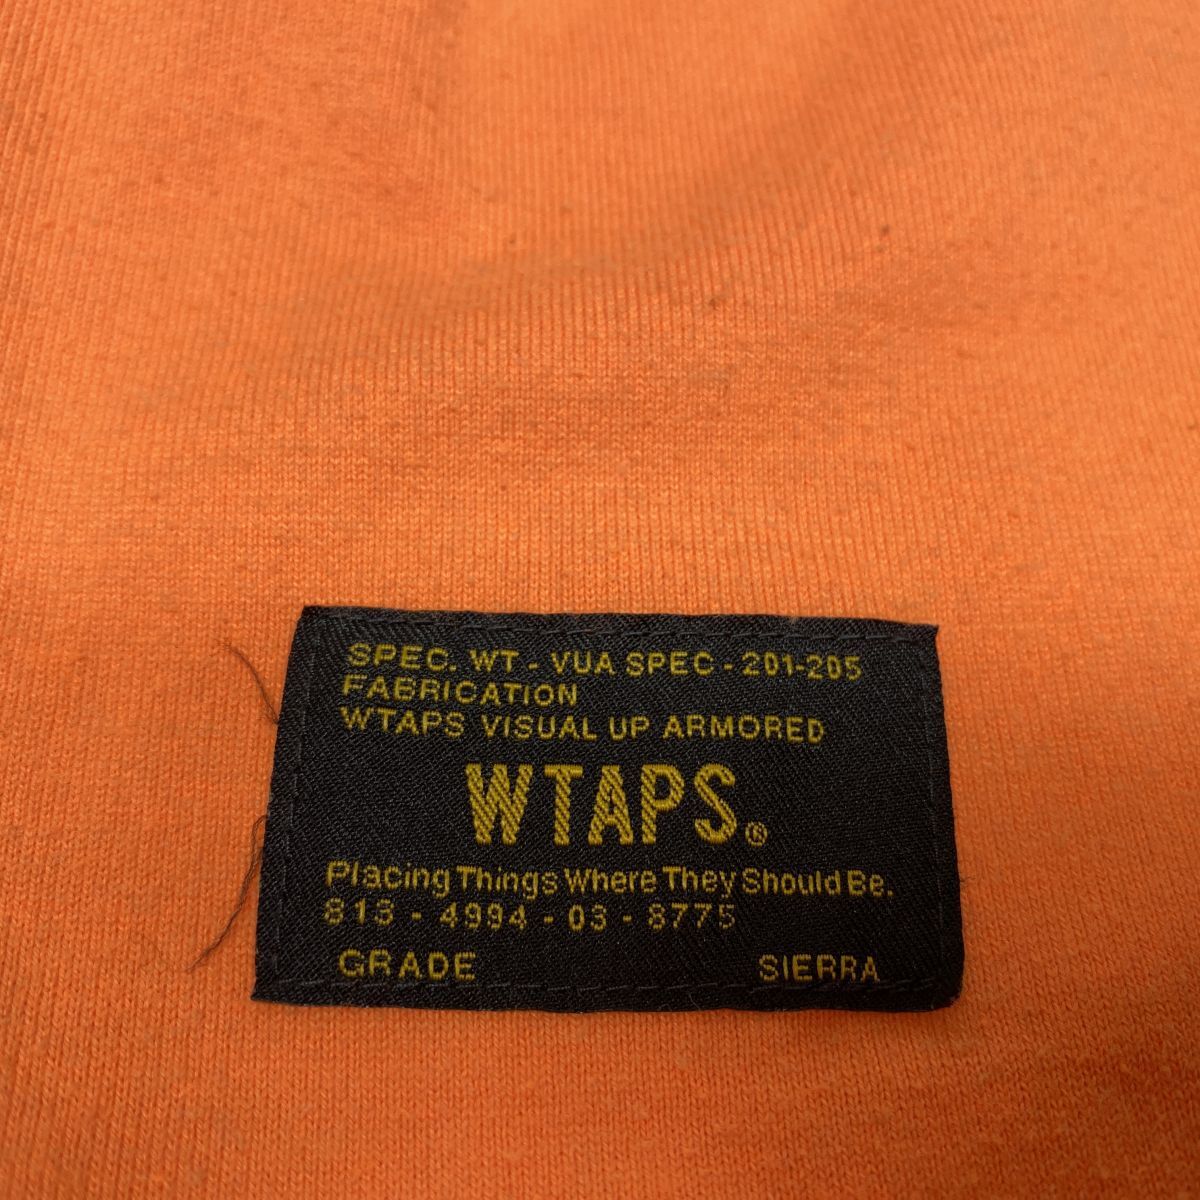 SPEC. WT - VUA SPEC - 201-205
FABRICATION
WTAPS VISUAL UP ARMORED
WTAPS®
Placing Things Where They Should Be.
813 - 4994 - 03 - 8775
GRADE SIERRA